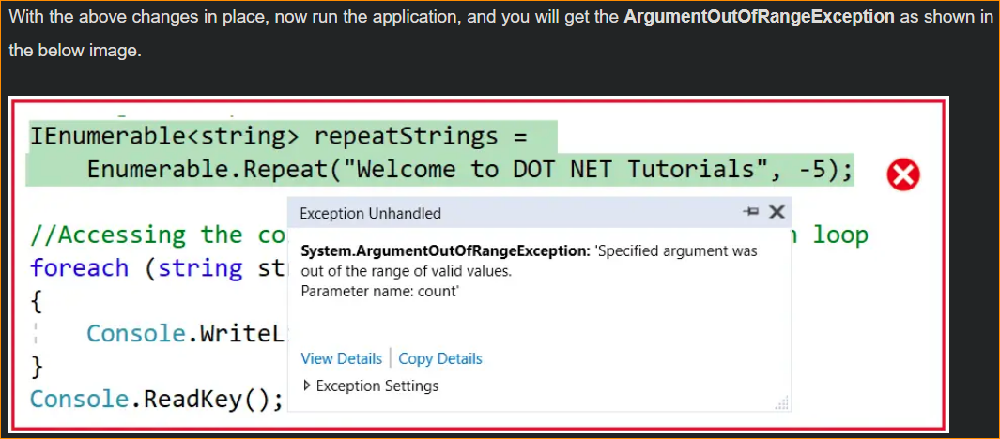 With the above changes in place, now run the application, and you will get the ArgumentOutOfRangeException as shown in
the below image.
IEnumerable<string> repeatStrings =
Enumerable.Repeat("Welcome to DOT NET Tutorials", -5);
Exception Unhandled
//Accessing the co loop
System.ArgumentOutOfRangeException: 'Specified argument was
foreach (string st
out of the range of valid values.
Parameter name: count'
{
Console.WriteL
View Details Copy Details
}
Exception Settings
Console.ReadKey();